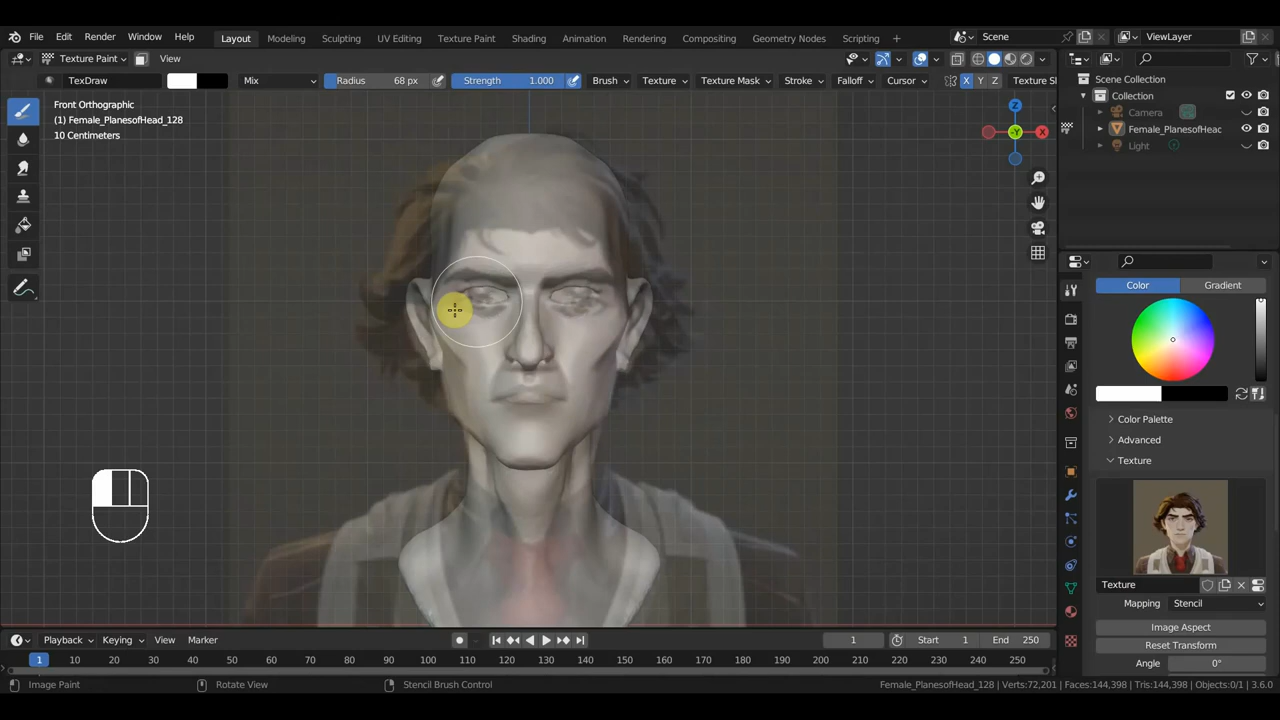 File Edit Render Window Help Layout Modeling Sculpting UV Editing Texture Paint Shading Animation Rendering Compositing Geometry Nodes Scripting + Scene ViewLayer
Texture Paint View
TexDraw Mix Radius 68 px Strength 1.000 Brush Texture Texture Mask Stroke Falloff Cursor X Y Z Texture Sl
Front Orthographic
(1) Female_PlanesofHead_128
10 Centimeters
Z
X
-Y
Scene Collection
Collection
Camera
Female_PlanesofHeac
Light
Color Gradient
Color Palette
Advanced
Texture
Texture
Mapping Stencil
Image Aspect
Reset Transform
Angle 0°
Playback Keying View Marker 1 Start 1 End 250
1 10 20 30 40 50 60 70 80 90 100 110 120 130 140 150 160 170 180 190 200 210 220 230 240 250
Image Paint Rotate View Stencil Brush Control Female_PlanesofHead_128 | Verts:72,201 | Faces:144,398 | Tris:144,398 | Objects:0/1 | 3.6.0